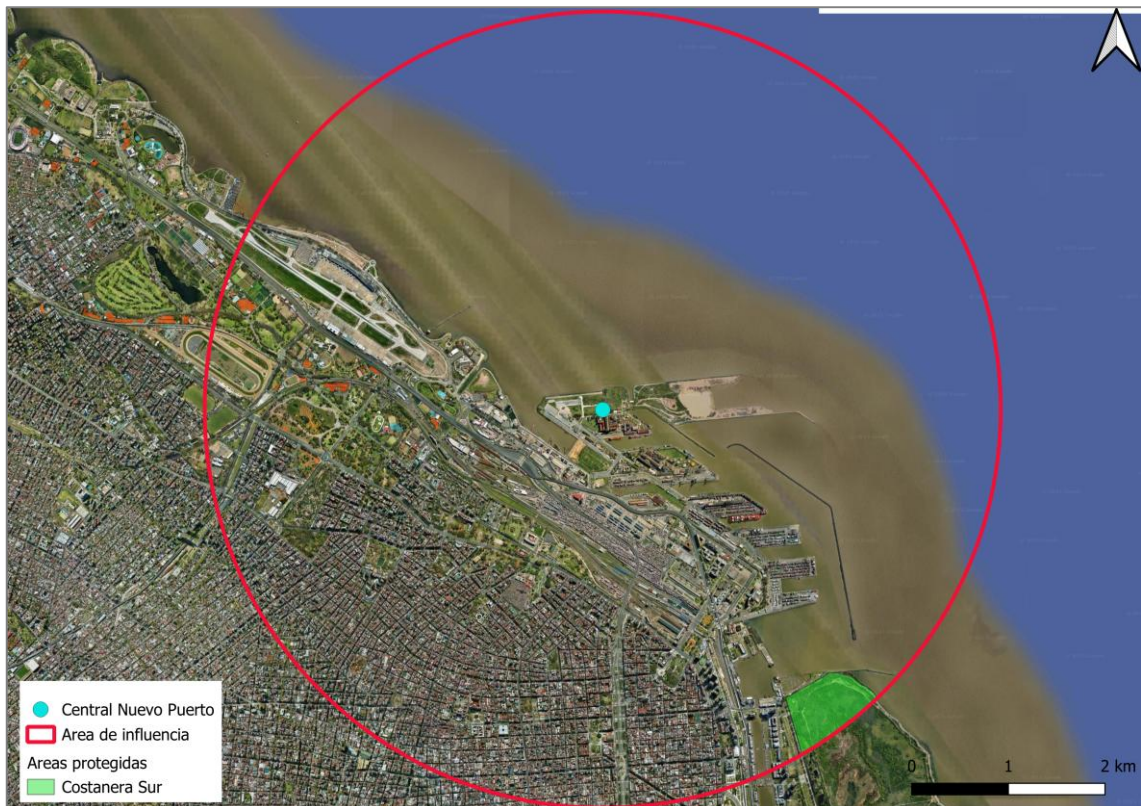 Central Nuevo Puerto
Area de influencia
Areas protegidas
Costanera Sur
0 1 2 km